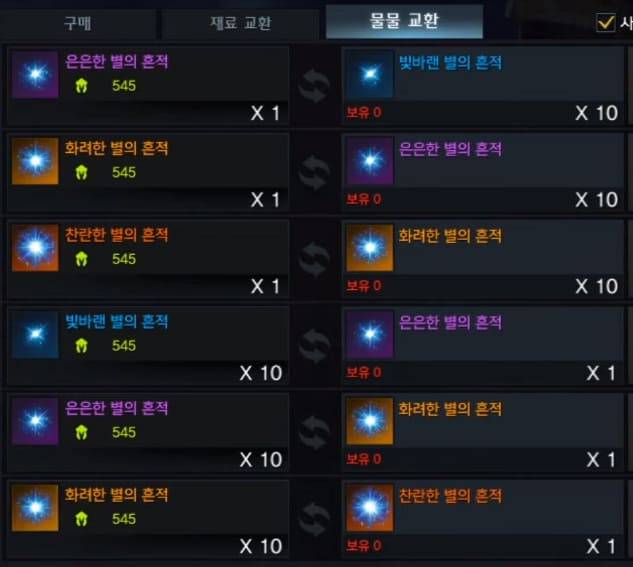 구매 재료 교환 물물 교환 사
은은한 별의 흔적 빛바랜 별의 흔적
545
X 1 보유 0 X 10
화려한 별의 흔적 은은한 별의 흔적
545
X 1 보유 0 X 10
찬란한 별의 흔적 화려한 별의 흔적
545
X 1 보유 0 X 10
빛바랜 별의 흔적 은은한 별의 흔적
545
X 10 보유 0 X 1
은은한 별의 흔적 화려한 별의 흔적
545
X 10 보유 0 X 1
화려한 별의 흔적 찬란한 별의 흔적
545
X 10 보유 0 X 1